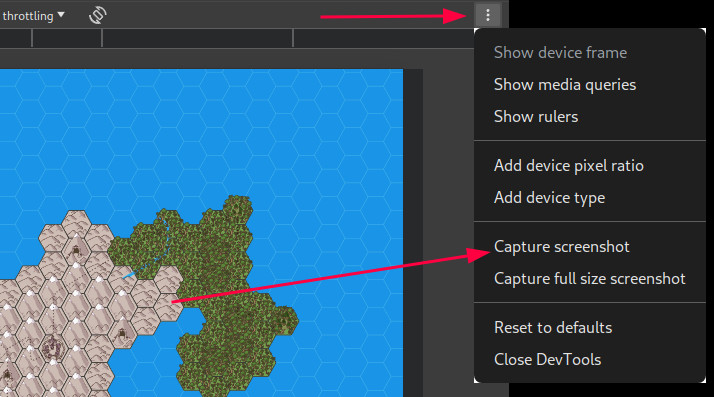 throttling
Show device frame
Show media queries
Show rulers
Add device pixel ratio
Add device type
Capture screenshot
Capture full size screenshot
Reset to defaults
Close DevTools